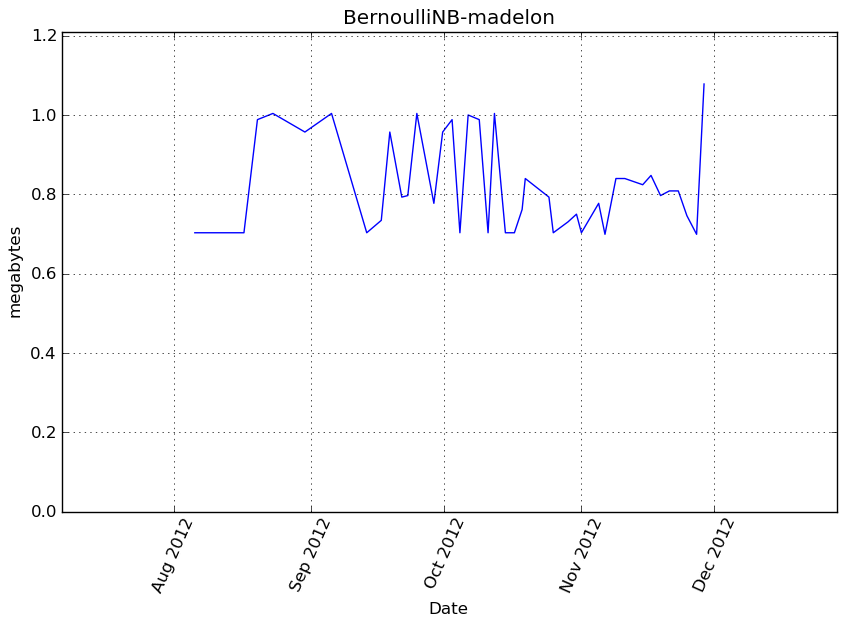 BernoulliNB-madelon
1.2
1.0
0.8
0.6
0.4
0.2
0.0
megabytes
Aug 2012
Sep 2012
Oct 2012
Nov 2012
Dec 2012
Date